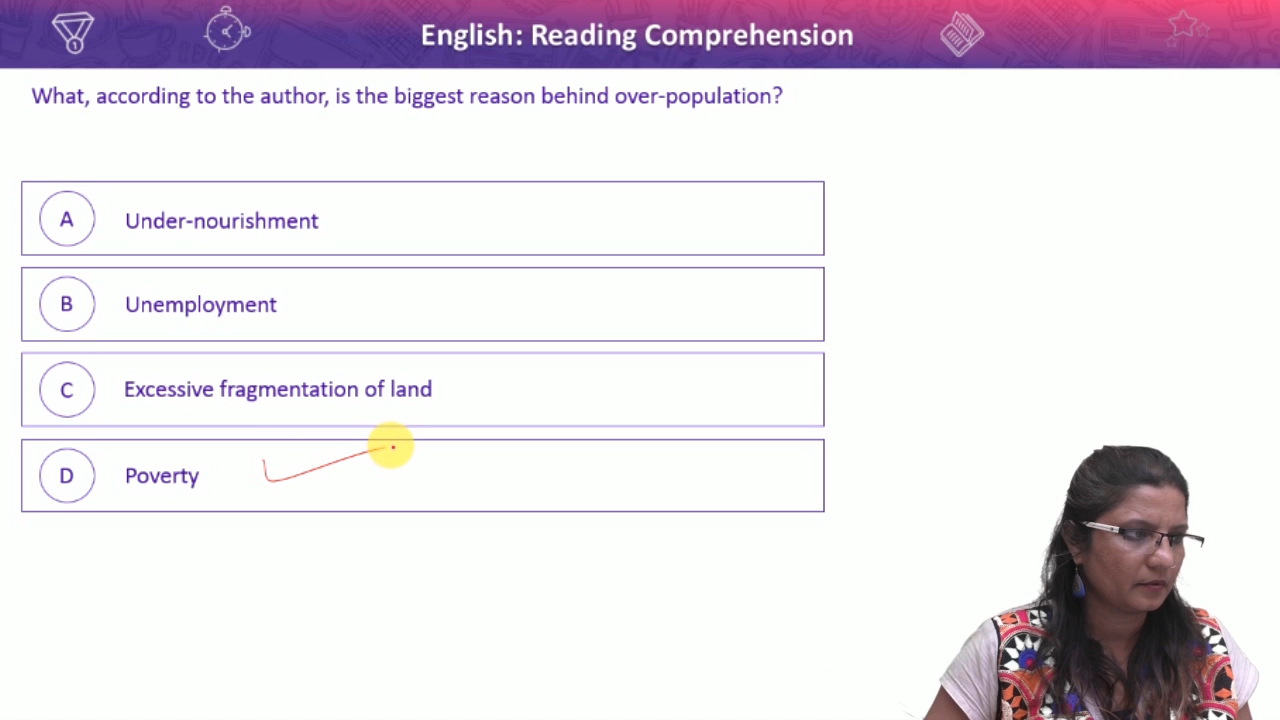 English: Reading Comprehension
What, according to the author, is the biggest reason behind over-population?
A Under-nourishment
B Unemployment
C Excessive fragmentation of land
D Poverty
1